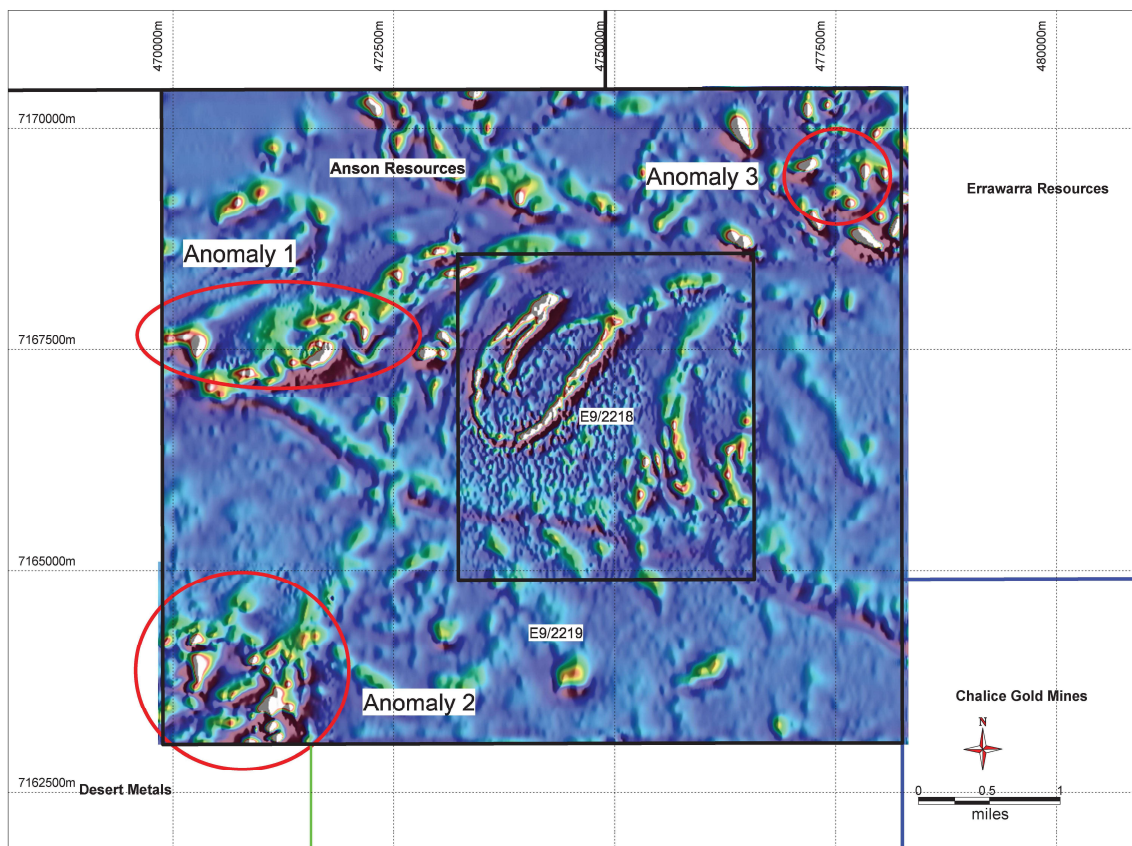 470000m
472500m
475000m
477500m
480000m
7170000m
Anson Resources
Anomaly 3
Errawarra Resources
Anomaly 1
7167500m
E9/2218
7165000m
E9/2219
Anomaly 2
Chalice Gold Mines
N
7162500m
Desert Metals
0 0.5 1
miles